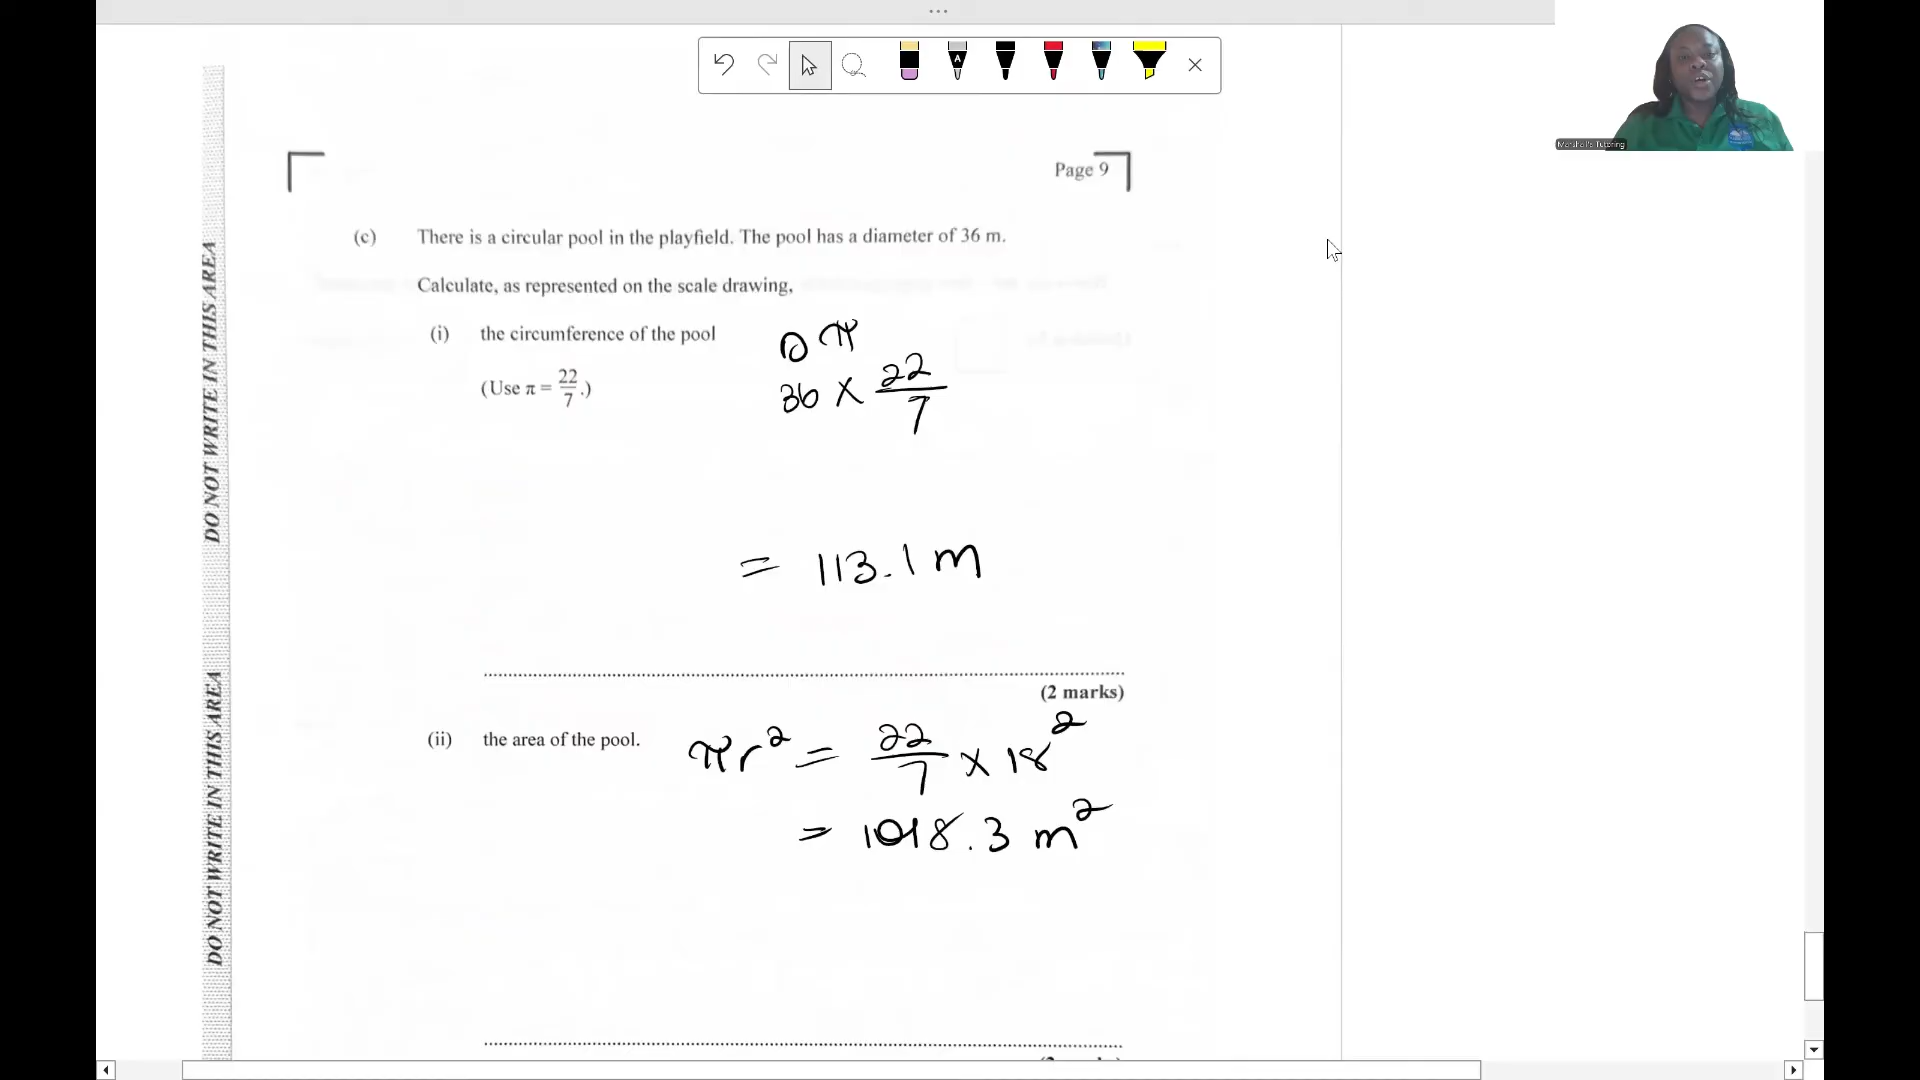 ...
A
Marsha P's Tutoring
Page 9
(c) There is a circular pool in the playfield. The pool has a diameter of 36 m.
Calculate, as represented on the scale drawing,
(i) the circumference of the pool
D π
(Use π = 22/7 .)
36 × 22/7
= 113.1 m
(2 marks)
(ii) the area of the pool.
πr² = 22/7 × 18²
= 1018.3 m²
DO NOT WRITE IN THIS AREA
DO NOT WRITE IN THIS AREA